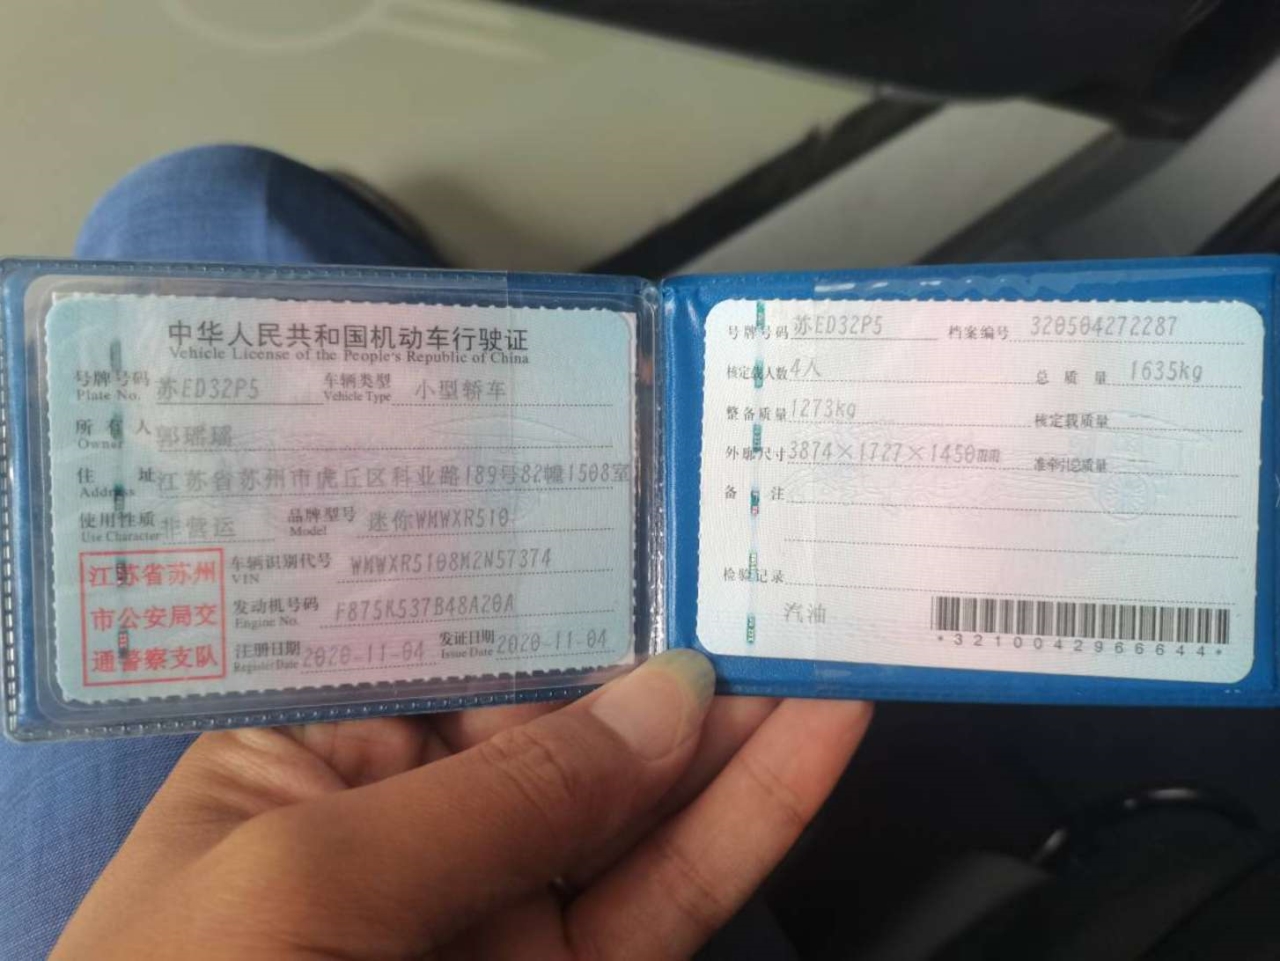 中华人民共和国机动车行驶证
Vehicle License of the People's Republic of China
号牌号码 苏ED32P5 车辆类型 小型轿车
Plate No. Vehicle Type
所有人 郭瑶瑶
Owner
住址 江苏省苏州市虎丘区科业路189号82幢1508室
Address
使用性质 非营运 品牌型号 迷你WMWXR510
Use Character Model
江苏省苏州
市公安局交
通警察支队
车辆识别代号 WMWXR5108M2N57374
VIN
发动机号码 F875K537B48A20A
Engine No.
注册日期 2020-11-04 发证日期 2020-11-04
Register Date Issue Date
号牌号码 苏ED32P5 档案编号 320504272287
核定载人数 4人 总质量 1635kg
整备质量 1273kg 核定载质量
外廓尺寸 3874×1727×1450mm 准牵引总质量
备注
检验记录
汽油
*3210042966644*